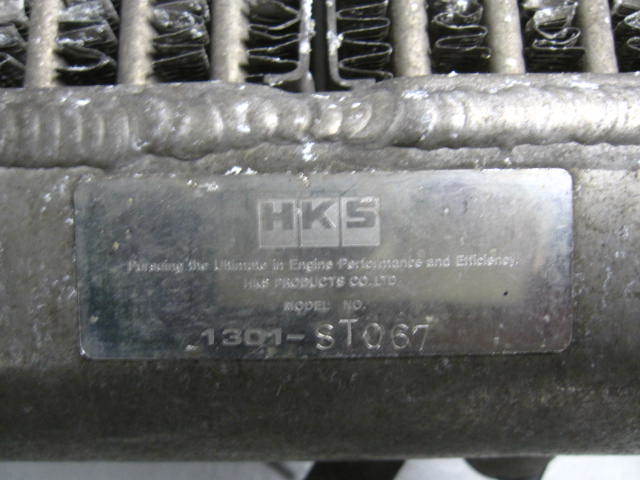 HKS
Pursuing the Ultimate in Engine Performance and Efficiency.
HKS PRODUCTS CO.LTD
MODEL NO.
1301-ST067